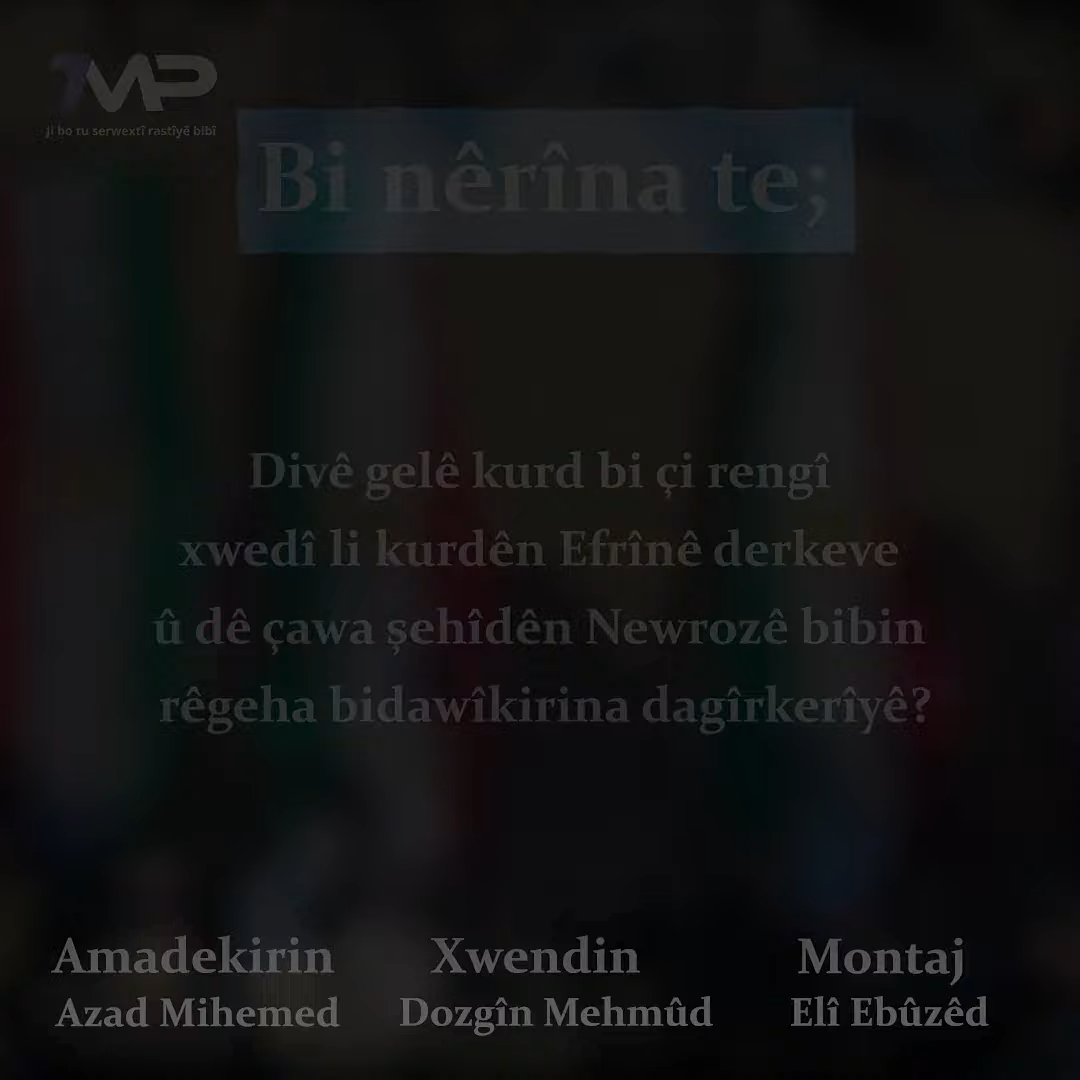 MP
ji bo tu serwextî rastîyê bibî
Bi nêrîna te;
Divê gelê kurd bi çi rengî
xwedî li kurdên Efrînê derkeve
û dê çawa şehîdên Newrozê bibin
rêgeha bidawîkirina dagîrkerîyê?
Amadekirin Xwendin Montaj
Azad Mihemed Dozgîn Mehmûd Elî Ebûzêd